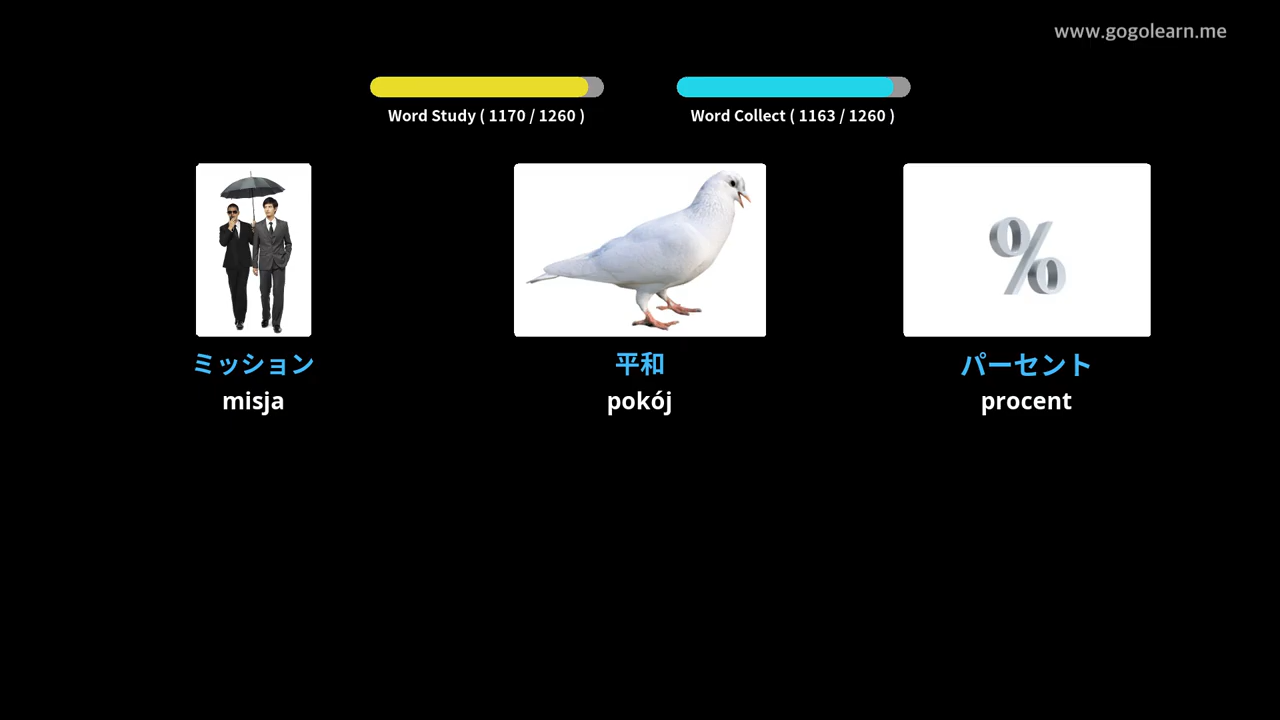 www.gogolearn.me
Word Study ( 1170 / 1260 )
Word Collect ( 1163 / 1260 )
ミッション
misja
平和
pokój
%
パーセント
procent